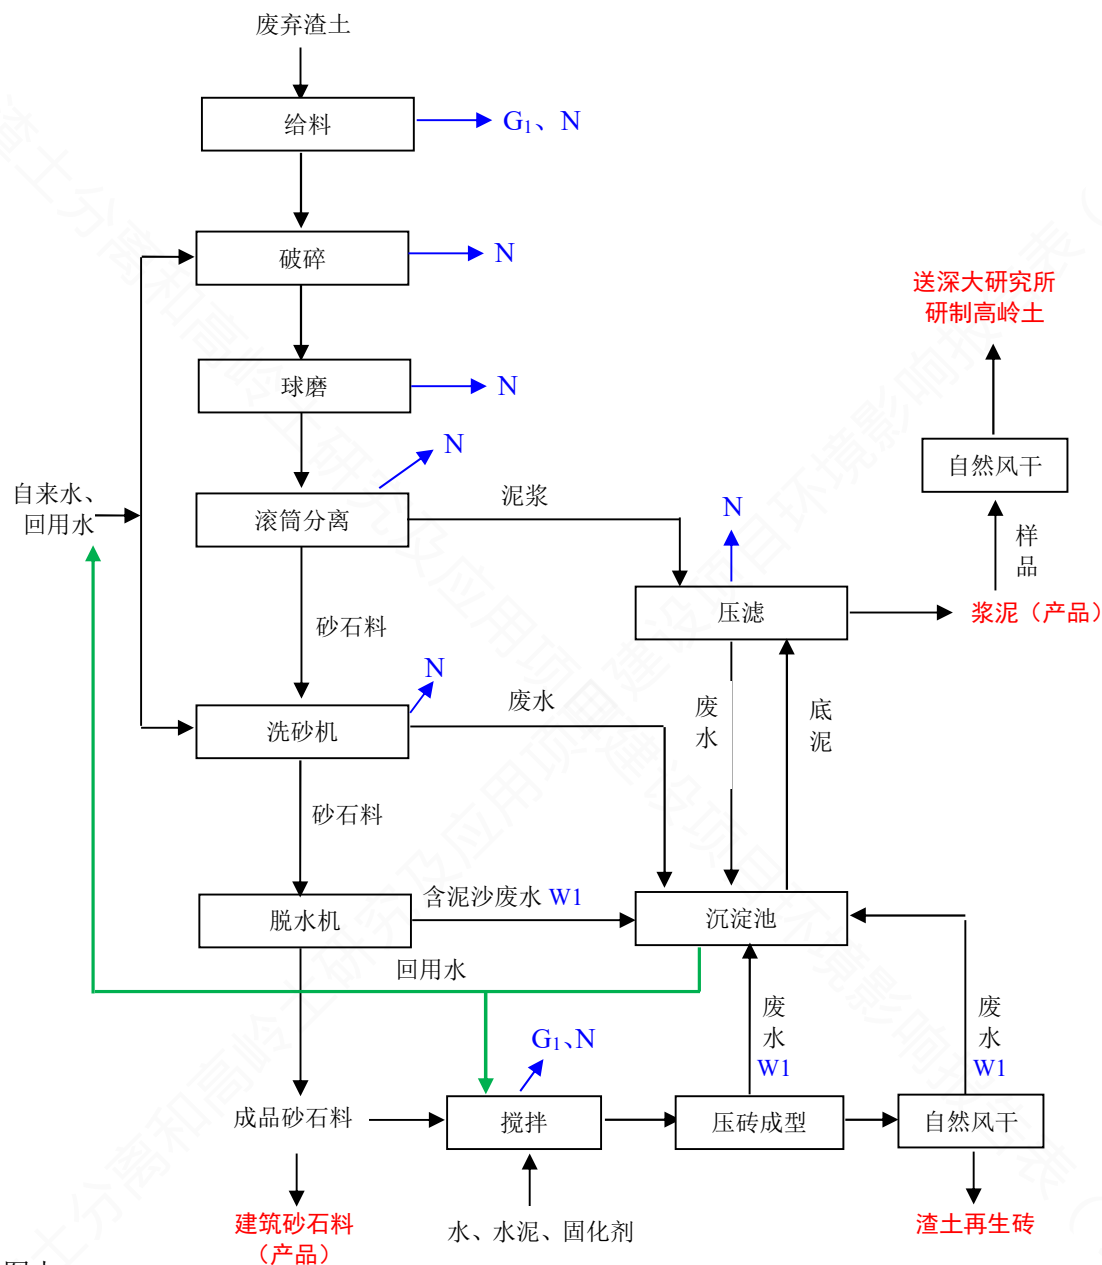 废弃渣土
给料
G₁、N
破碎
N
送深大研究所
研制高岭土
球磨
N
N
自然风干
自来水、
回用水
滚筒分离
泥浆
N
样
品
压滤
浆泥（产品）
砂石料
N
洗砂机
废水
废
水
底
泥
砂石料
脱水机
含泥沙废水 W1
沉淀池
回用水
废
水
W1
废
水
W1
G₁、N
成品砂石料
搅拌
压砖成型
自然风干
建筑砂石料
（产品）
水、水泥、固化剂
渣土再生砖